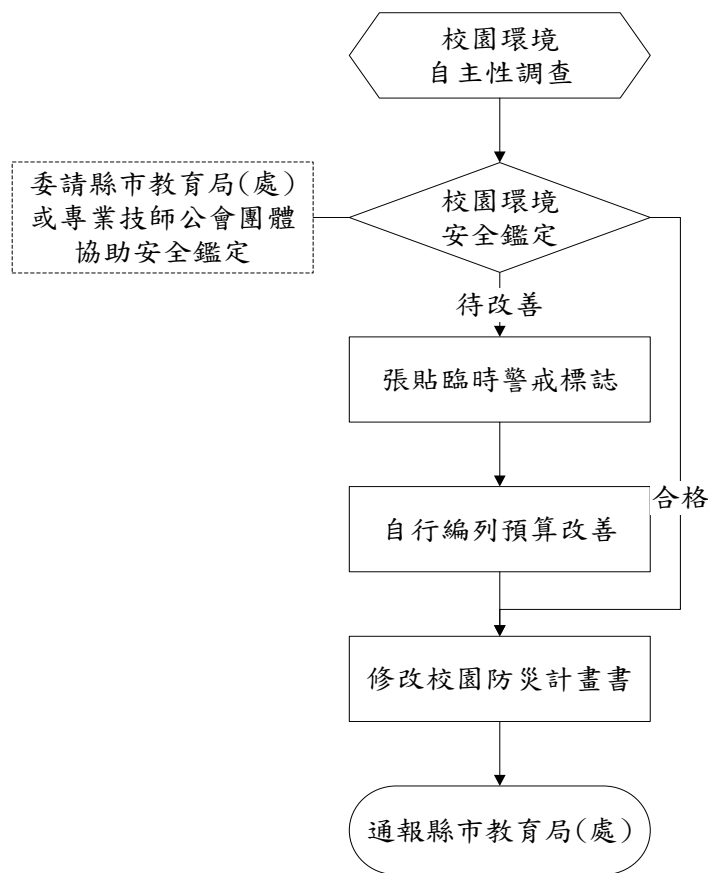 校園環境
自主性調查
委請縣市教育局(處)
或專業技師公會團體
協助安全鑑定
校園環境
安全鑑定
待改善
張貼臨時警戒標誌
自行編列預算改善
合格
修改校園防災計畫書
通報縣市教育局(處)